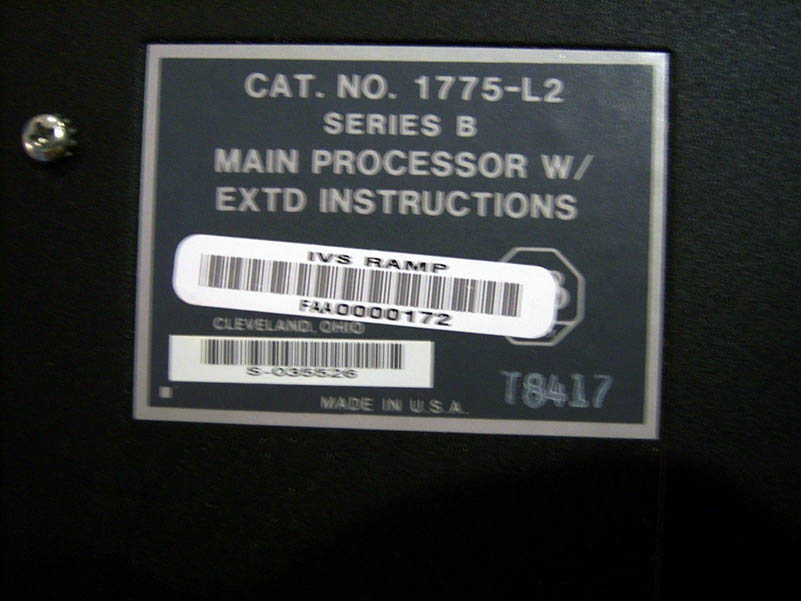 CAT. NO. 1775-L2
SERIES B
MAIN PROCESSOR W/
EXTD INSTRUCTIONS
IVS RAMP
FAA0000172
CLEVELAND, OHIO
S-035526
MADE IN U.S.A.
T8417